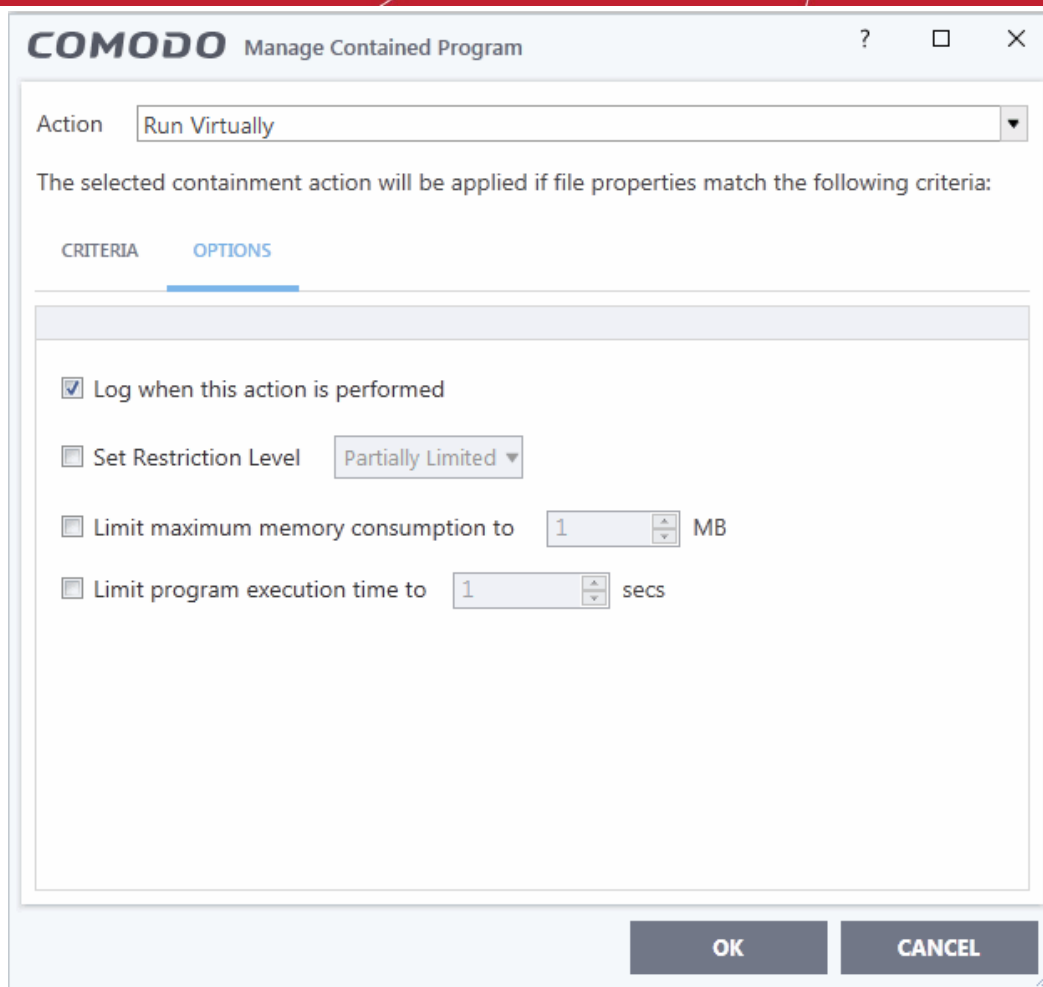 COMODO Manage Contained Program ?
Action Run Virtually
The selected containment action will be applied if file properties match the following criteria:
CRITERIA OPTIONS
Log when this action is performed
Set Restriction Level Partially Limited
Limit maximum memory consumption to 1 MB
Limit program execution time to 1 secs
OK CANCEL